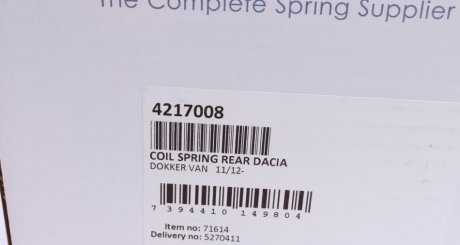 The Complete Spring Supplier
4217008
COIL SPRING REAR DACIA
DOKKER VAN 11/12-
7 394410 149804
Item no: 71614
Delivery no: 5270411